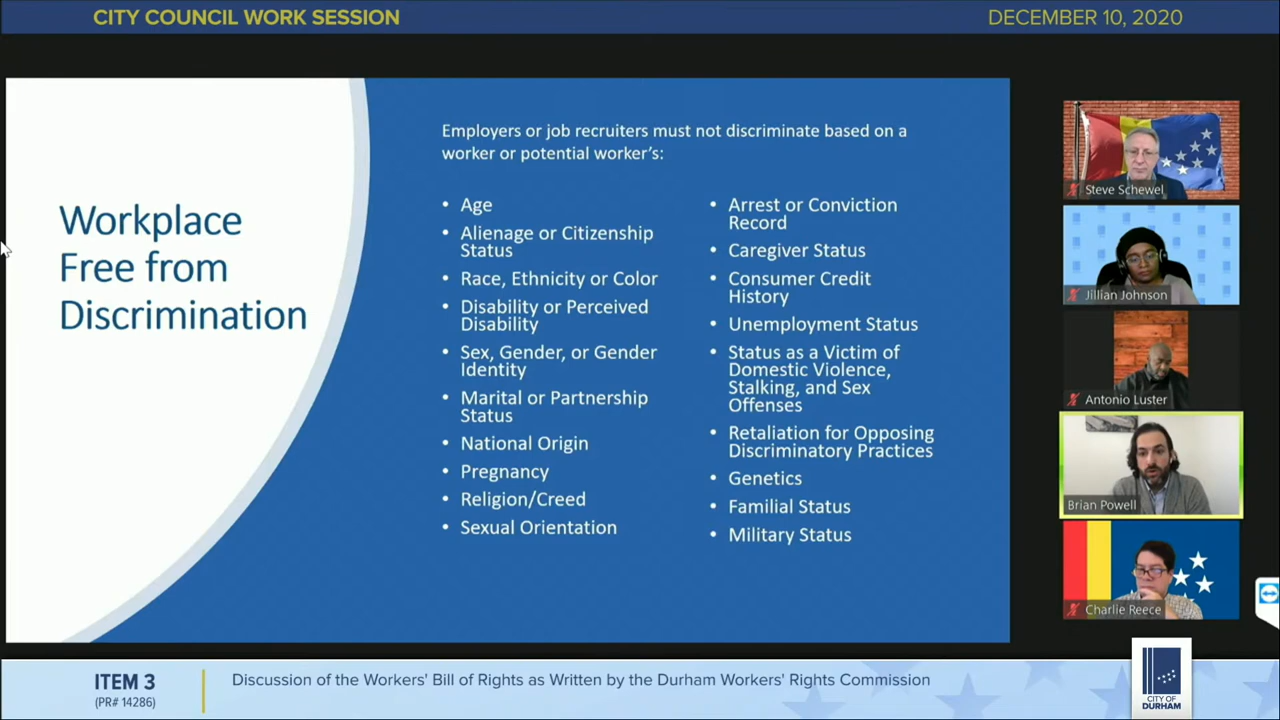 CITY COUNCIL WORK SESSION
DECEMBER 10, 2020
Workplace
Free from
Discrimination
Employers or job recruiters must not discriminate based on a
worker or potential worker's:
• Age
• Alienage or Citizenship
Status
• Race, Ethnicity or Color
• Disability or Perceived
Disability
• Sex, Gender, or Gender
Identity
• Marital or Partnership
Status
• National Origin
• Pregnancy
• Religion/Creed
• Sexual Orientation
• Arrest or Conviction
Record
• Caregiver Status
• Consumer Credit
History
• Unemployment Status
• Status as a Victim of
Domestic Violence,
Stalking, and Sex
Offenses
• Retaliation for Opposing
Discriminatory Practices
• Genetics
• Familial Status
• Military Status
Steve Schewel
Jillian Johnson
Antonio Luster
Brian Powell
Charlie Reece
ITEM 3
(PR# 14286)
Discussion of the Workers' Bill of Rights as Written by the Durham Workers' Rights Commission
CITY OF
DURHAM